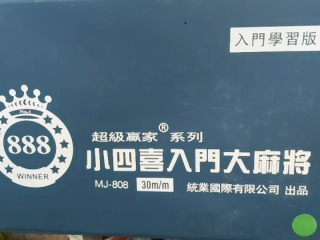 入門學習版
No.1
888
WINNER
超級贏家® 系列
小四喜入門大麻將
MJ-808 30m/m 統業國際有限公司 出品